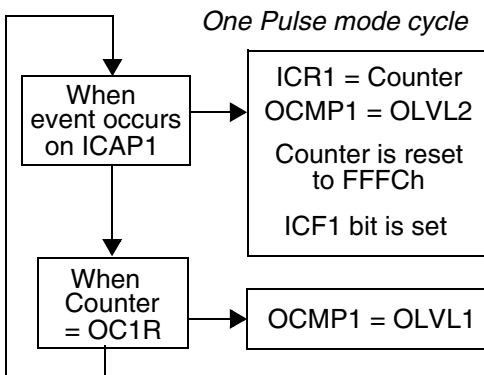 One Pulse mode cycle
When
event occurs
on ICAP1
ICR1 = Counter
OCMP1 = OLVL2
Counter is reset
to FFFCh
ICF1 bit is set
When
Counter
= OC1R
OCMP1 = OLVL1